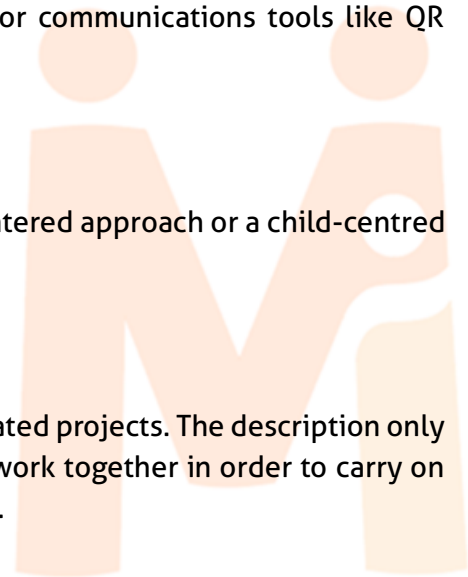 or communications tools like QR
tered approach or a child-centred
ated projects. The description only
work together in order to carry on
.